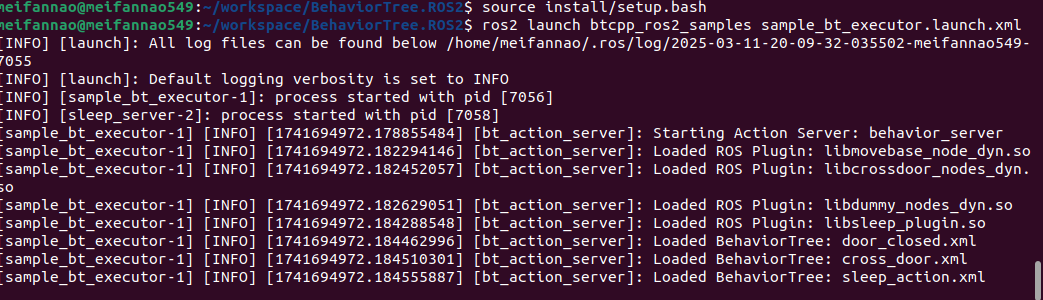 meifannao@meifannao549:~/workspace/BehaviorTree.ROS2$ source install/setup.bash
meifannao@meifannao549:~/workspace/BehaviorTree.ROS2$ ros2 launch btcpp_ros2_samples sample_bt_executor.launch.xml
[INFO] [launch]: All log files can be found below /home/meifannao/.ros/log/2025-03-11-20-09-32-035502-meifannao549-
7055
[INFO] [launch]: Default logging verbosity is set to INFO
[INFO] [sample_bt_executor-1]: process started with pid [7056]
[INFO] [sleep_server-2]: process started with pid [7058]
[sample_bt_executor-1] [INFO] [1741694972.178855484] [bt_action_server]: Starting Action Server: behavior_server
[sample_bt_executor-1] [INFO] [1741694972.182294146] [bt_action_server]: Loaded ROS Plugin: libmovebase_node_dyn.so
[sample_bt_executor-1] [INFO] [1741694972.182452057] [bt_action_server]: Loaded ROS Plugin: libcrossdoor_nodes_dyn.
so
[sample_bt_executor-1] [INFO] [1741694972.182629051] [bt_action_server]: Loaded ROS Plugin: libdummy_nodes_dyn.so
[sample_bt_executor-1] [INFO] [1741694972.184288548] [bt_action_server]: Loaded ROS Plugin: libsleep_plugin.so
[sample_bt_executor-1] [INFO] [1741694972.184462996] [bt_action_server]: Loaded BehaviorTree: door_closed.xml
[sample_bt_executor-1] [INFO] [1741694972.184510301] [bt_action_server]: Loaded BehaviorTree: cross_door.xml
[sample_bt_executor-1] [INFO] [1741694972.184555887] [bt_action_server]: Loaded BehaviorTree: sleep_action.xml